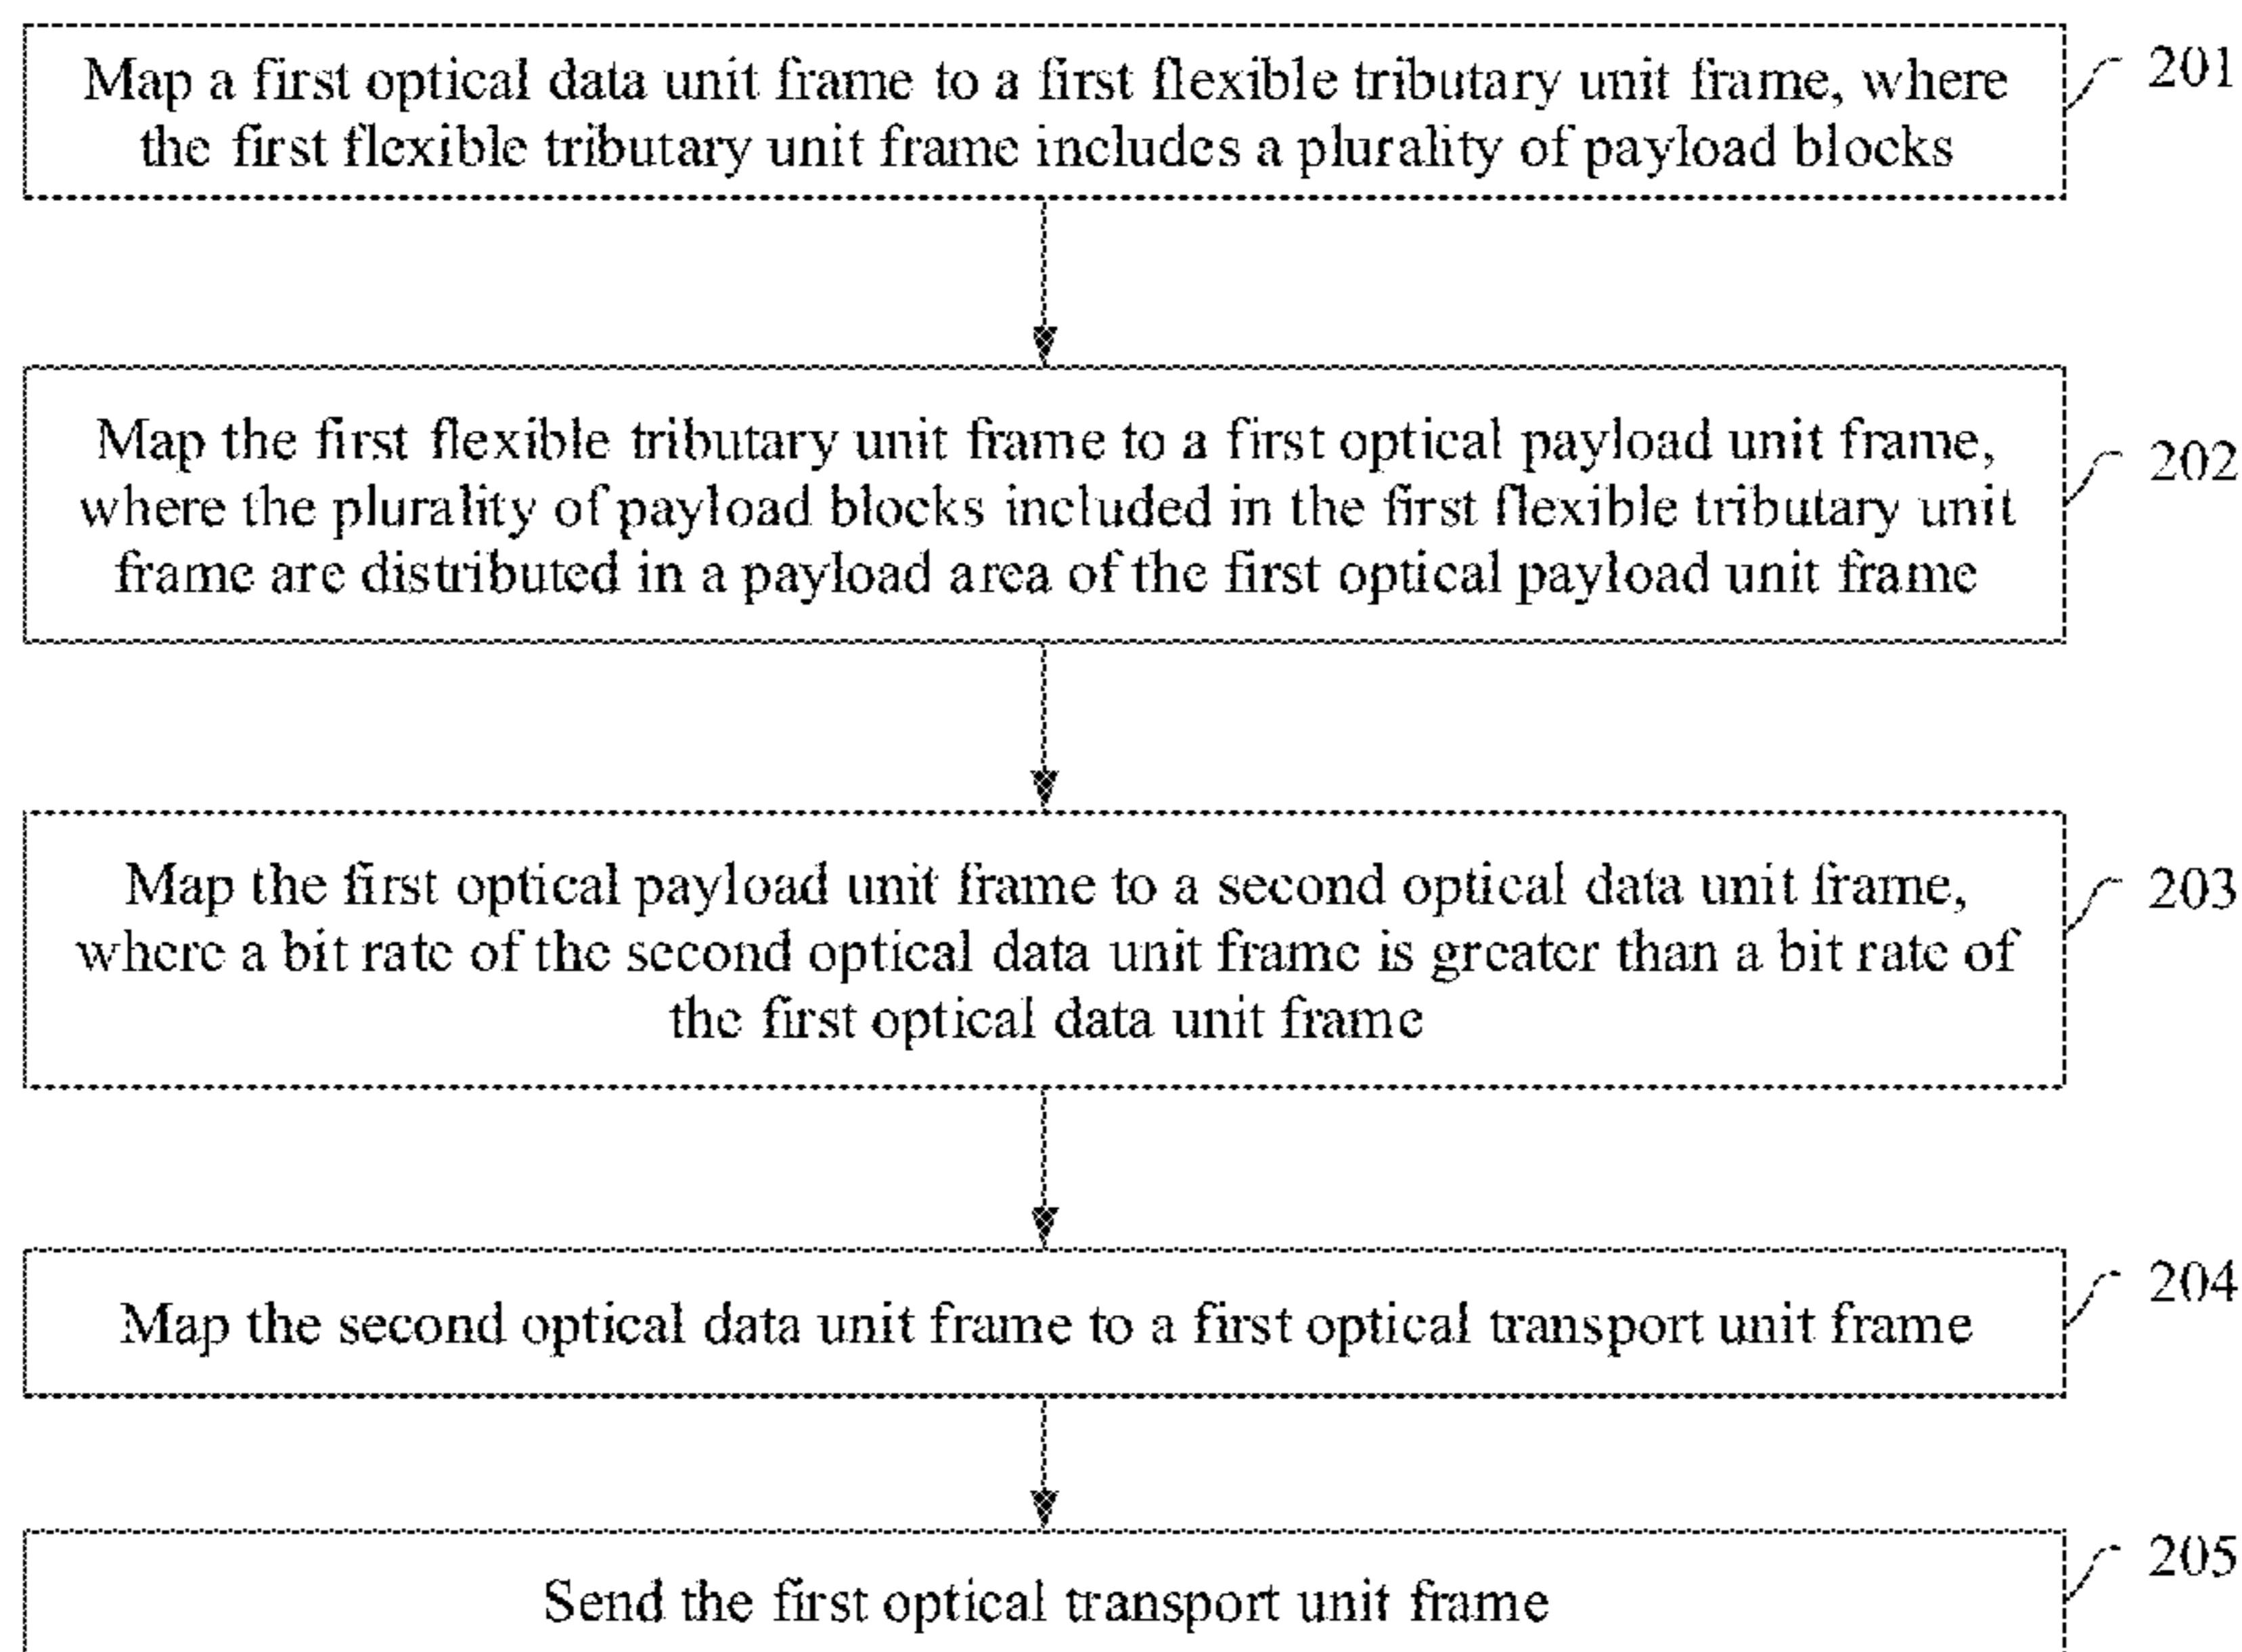 Map a first optical data unit frame to a first flexible tributary unit frame, where
the first flexible tributary unit frame includes a plurality of payload blocks
201
Map the first flexible tributary unit frame to a first optical payload unit frame,
where the plurality of payload blocks included in the first flexible tributary unit
frame are distributed in a payload area of the first optical payload unit frame
202
Map the first optical payload unit frame to a second optical data unit frame,
where a bit rate of the second optical data unit frame is greater than a bit rate of
the first optical data unit frame
203
Map the second optical data unit frame to a first optical transport unit frame
204
Send the first optical transport unit frame
205